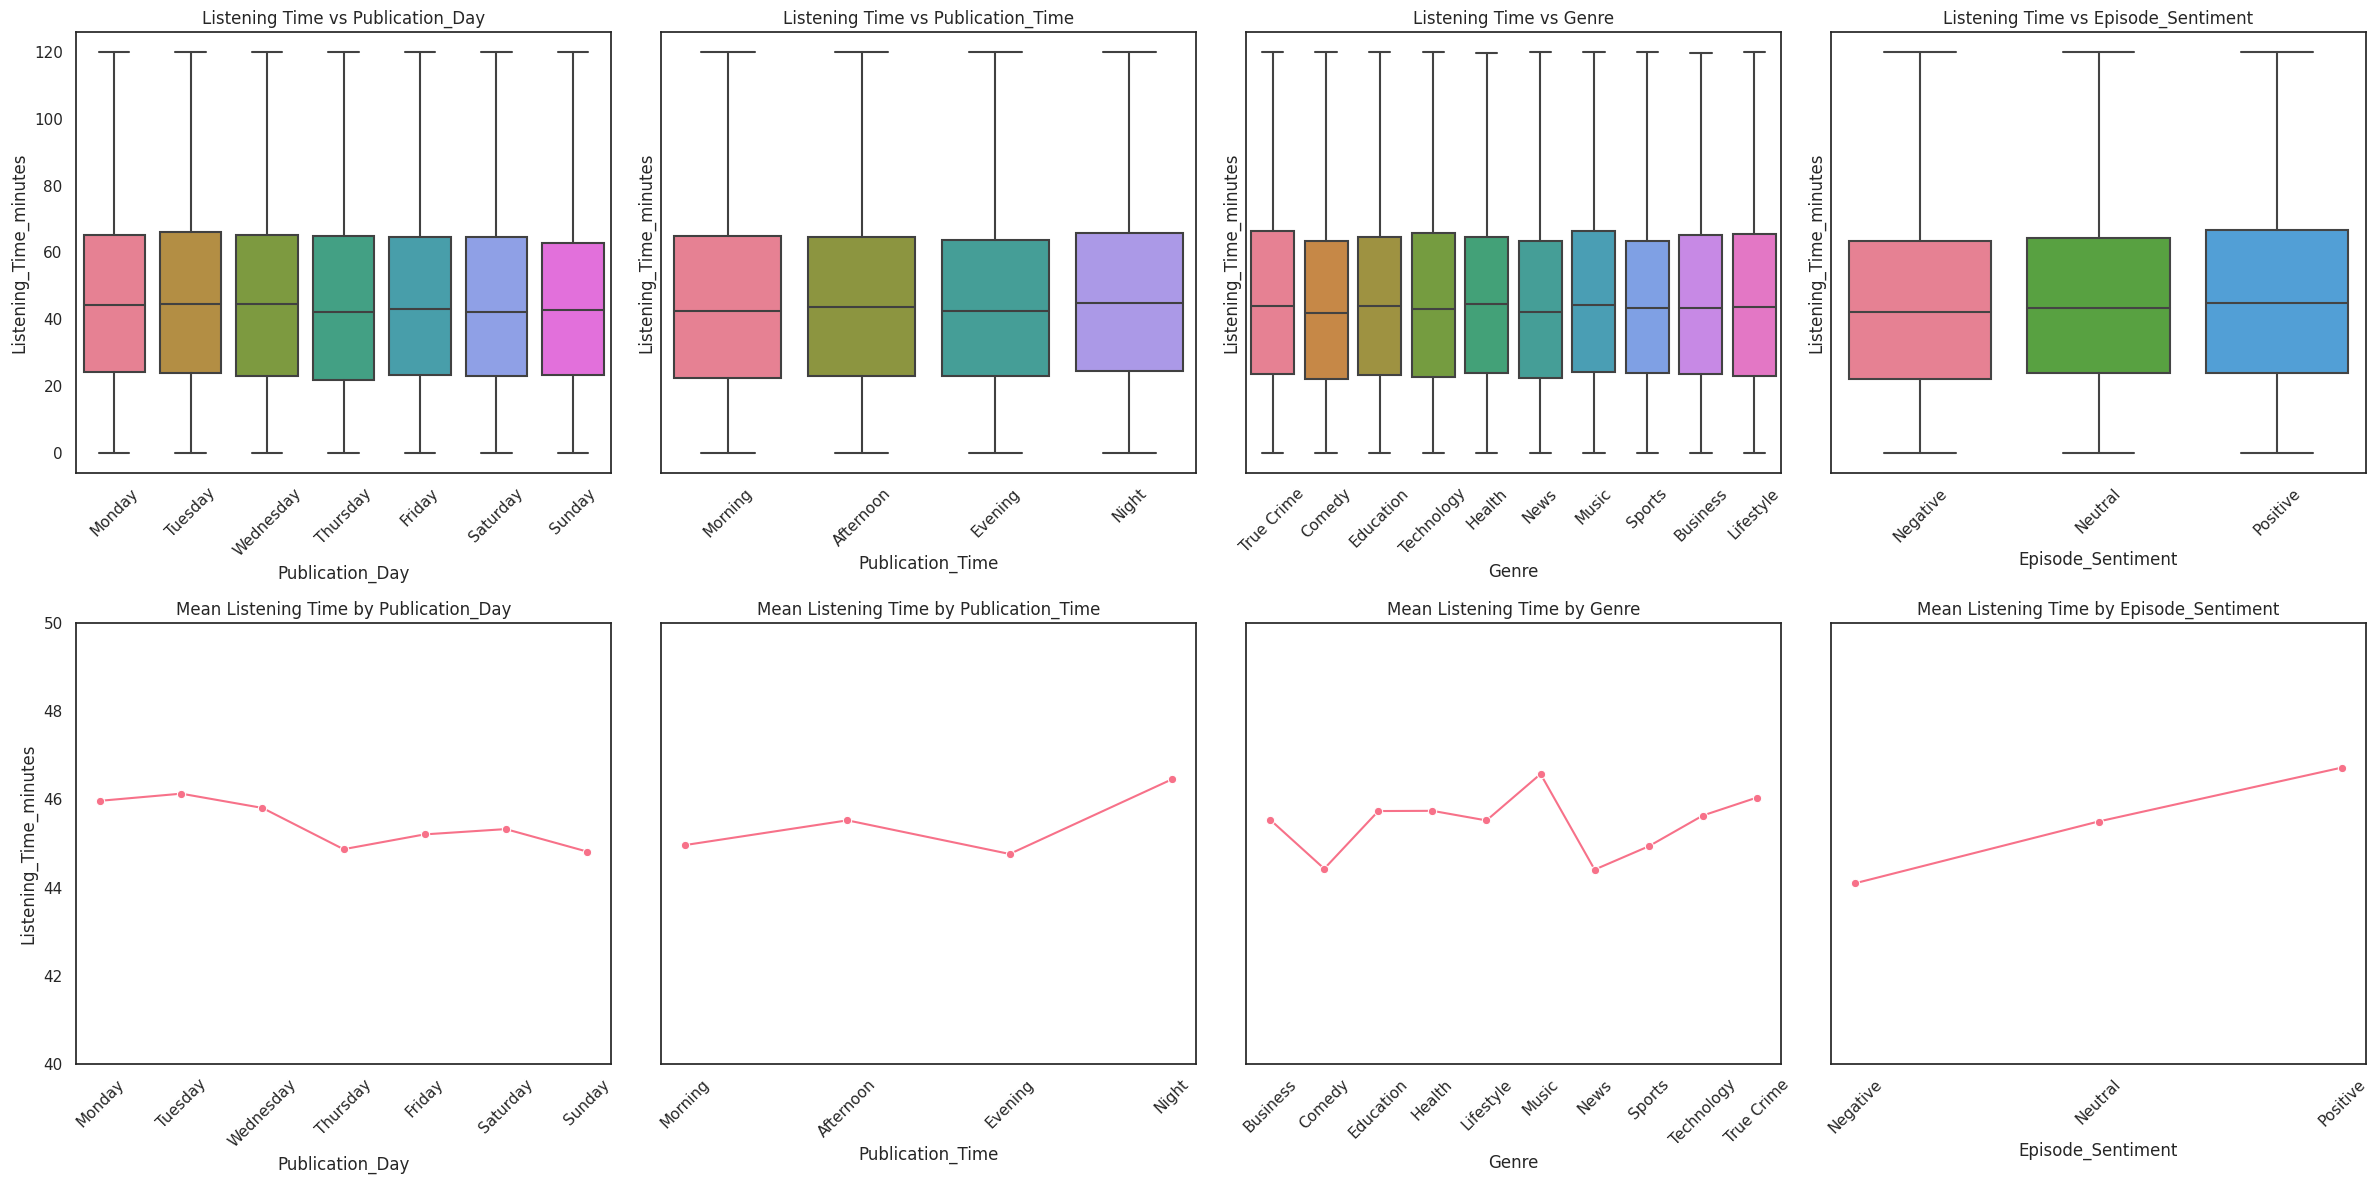 Listening Time vs Publication_Day
Listening_Time_minutes
120
100
80
60
40
20
0
Monday
Tuesday
Wednesday
Thursday
Friday
Saturday
Sunday
Publication_Day
Listening Time vs Publication_Time
Listening_Time_minutes
Morning
Afternoon
Evening
Night
Publication_Time
Listening Time vs Genre
Listening_Time_minutes
True Crime
Comedy
Education
Technology
Health
News
Music
Sports
Business
Lifestyle
Genre
Listening Time vs Episode_Sentiment
Listening_Time_minutes
Negative
Neutral
Positive
Episode_Sentiment
Mean Listening Time by Publication_Day
Listening_Time_minutes
50
48
46
44
42
40
Monday
Tuesday
Wednesday
Thursday
Friday
Saturday
Sunday
Publication_Day
Mean Listening Time by Publication_Time
Morning
Afternoon
Evening
Night
Publication_Time
Mean Listening Time by Genre
Business
Comedy
Education
Health
Lifestyle
Music
News
Sports
Technology
True Crime
Genre
Mean Listening Time by Episode_Sentiment
Negative
Neutral
Positive
Episode_Sentiment